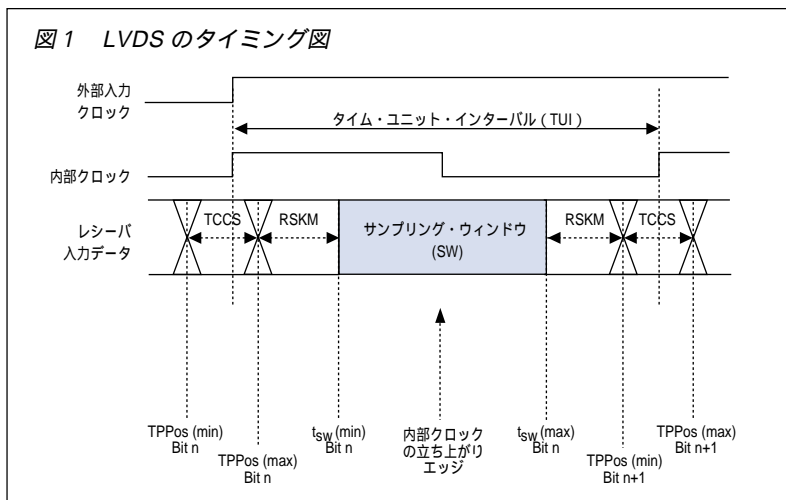 図 1 LVDS のタイミング図
外部入力
クロック
タイム・ユニット・インターバル ( TUI )
内部クロック
レシーバ
入力データ
TCCS
RSKM
サンプリング・ウィンドウ
(SW)
RSKM
TCCS
TPPos (min)
Bit n
TPPos (max)
Bit n
tSW(min)
Bit n
内部クロック
の立ち上がり
エッジ
tSW(max)
Bit n
TPPos (min)
Bit n+1
TPPos (max)
Bit n+1